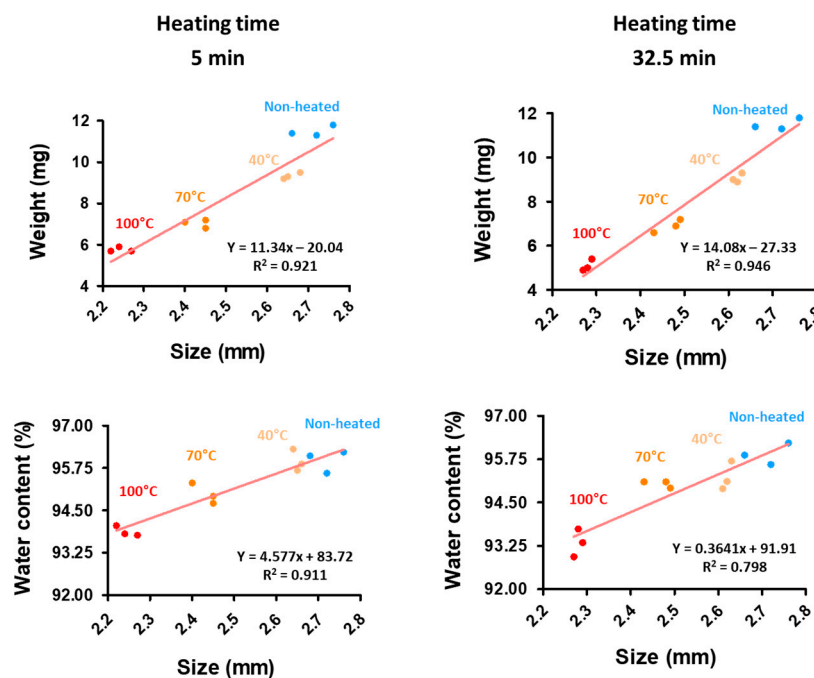 Heating time
5 min
Heating time
32.5 min
Weight (mg)
12
10
8
6
4
Non-heated
40°C
70°C
100°C
Y = 11.34x – 20.04
R² = 0.921
2.2
2.3
2.4
2.5
2.6
2.7
2.8
Size (mm)
Weight (mg)
12
10
8
6
4
Non-heated
40°C
70°C
100°C
Y = 14.08x – 27.33
R² = 0.946
2.2
2.3
2.4
2.5
2.6
2.7
2.8
Size (mm)
Water content (%)
97.00
95.75
94.50
93.25
92.00
Non-heated
40°C
70°C
100°C
Y = 4.577x + 83.72
R² = 0.911
2.2
2.3
2.4
2.5
2.6
2.7
2.8
Size (mm)
Water content (%)
97.00
95.75
94.50
93.25
92.00
Non-heated
40°C
70°C
100°C
Y = 0.3641x + 91.91
R² = 0.798
2.2
2.3
2.4
2.5
2.6
2.7
2.8
Size (mm)